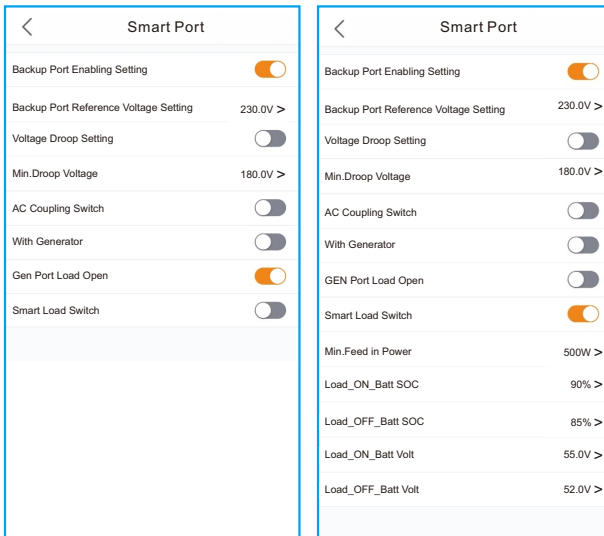 Smart Port
Backup Port Enabling Setting
Backup Port Reference Voltage Setting 230.0V >
Voltage Droop Setting
Min.Droop Voltage 180.0V >
AC Coupling Switch
With Generator
Gen Port Load Open
Smart Load Switch
Smart Port
Backup Port Enabling Setting
Backup Port Reference Voltage Setting 230.0V >
Voltage Droop Setting
Min.Droop Voltage 180.0V >
AC Coupling Switch
With Generator
GEN Port Load Open
Smart Load Switch
Min.Feed in Power 500W >
Load_ON_Batt SOC 90% >
Load_OFF_Batt SOC 85% >
Load_ON_Batt Volt 55.0V >
Load_OFF_Batt Volt 52.0V >